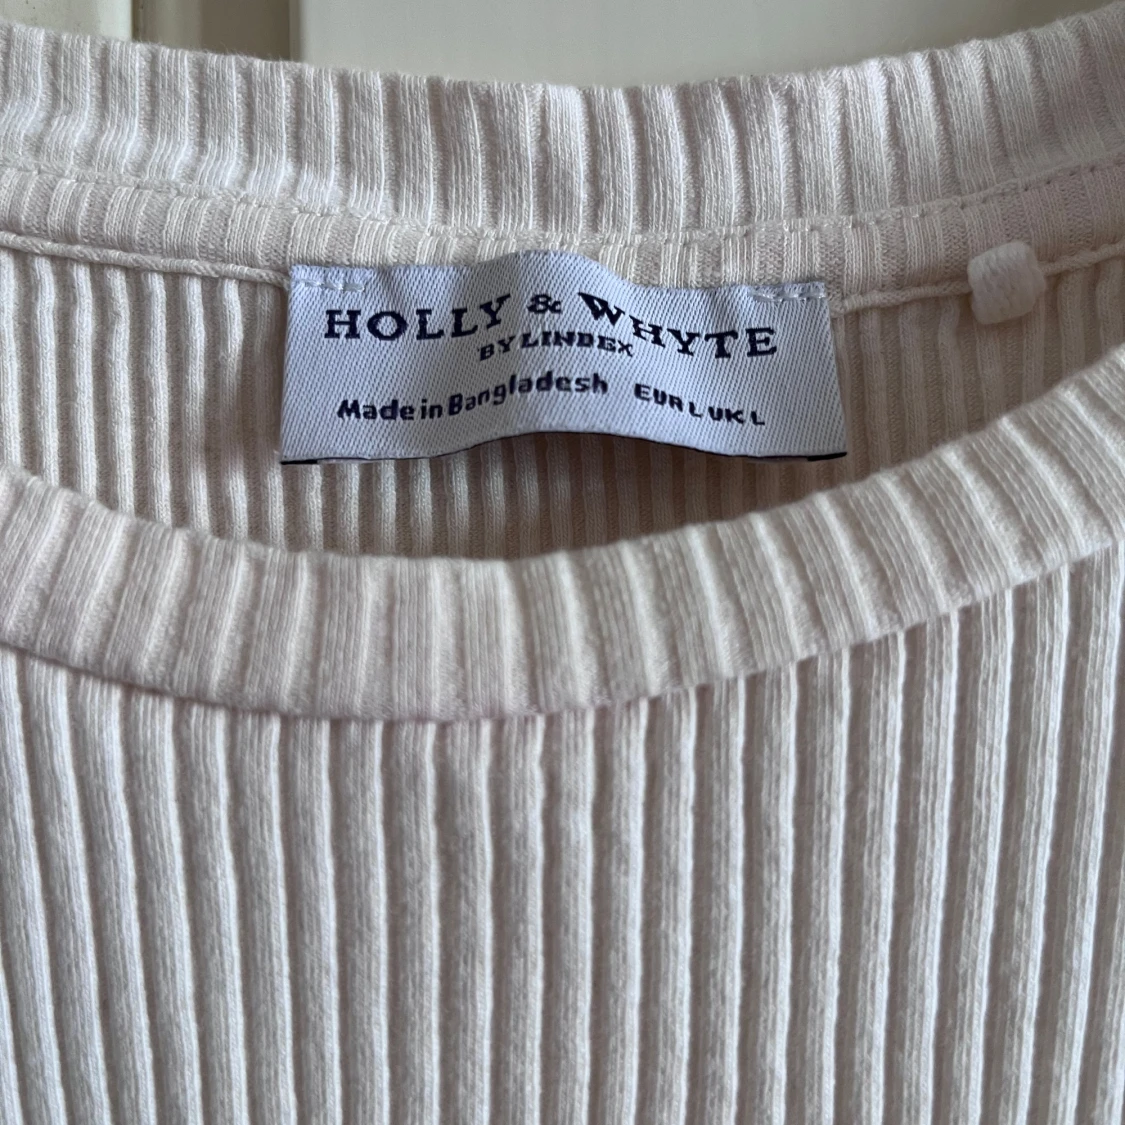 HOLLY & WHYTE
BY LINDEX
Made in Bangladesh EUR L UK L